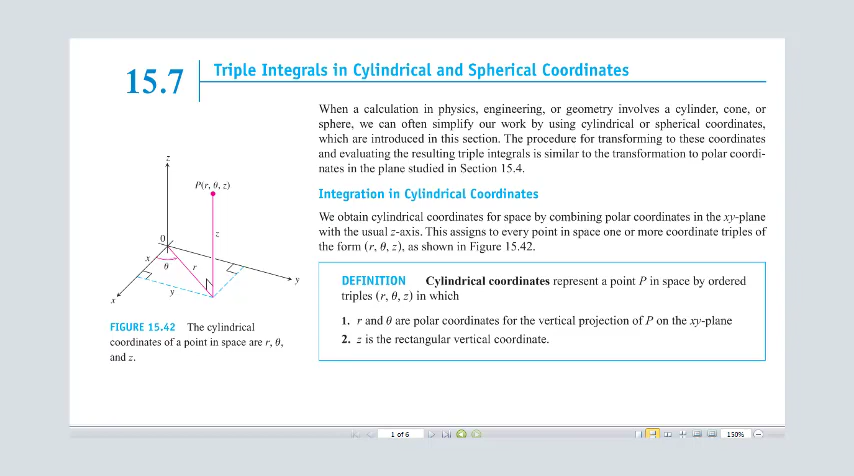 15.7
Triple Integrals in Cylindrical and Spherical Coordinates
When a calculation in physics, engineering, or geometry involves a cylinder, cone, or
sphere, we can often simplify our work by using cylindrical or spherical coordinates,
which are introduced in this section. The procedure for transforming to these coordinates
and evaluating the resulting triple integrals is similar to the transformation to polar coordi-
nates in the plane studied in Section 15.4.
Integration in Cylindrical Coordinates
We obtain cylindrical coordinates for space by combining polar coordinates in the xy-plane
with the usual z-axis. This assigns to every point in space one or more coordinate triples of
the form (r, θ, z), as shown in Figure 15.42.
DEFINITION Cylindrical coordinates represent a point P in space by ordered
triples (r, θ, z) in which
1. r and θ are polar coordinates for the vertical projection of P on the xy-plane
2. z is the rectangular vertical coordinate.
z
P(r, θ, z)
z
0
x
θ
r
y
y
x
FIGURE 15.42 The cylindrical
coordinates of a point in space are r, θ,
and z.
1 of 6
150%